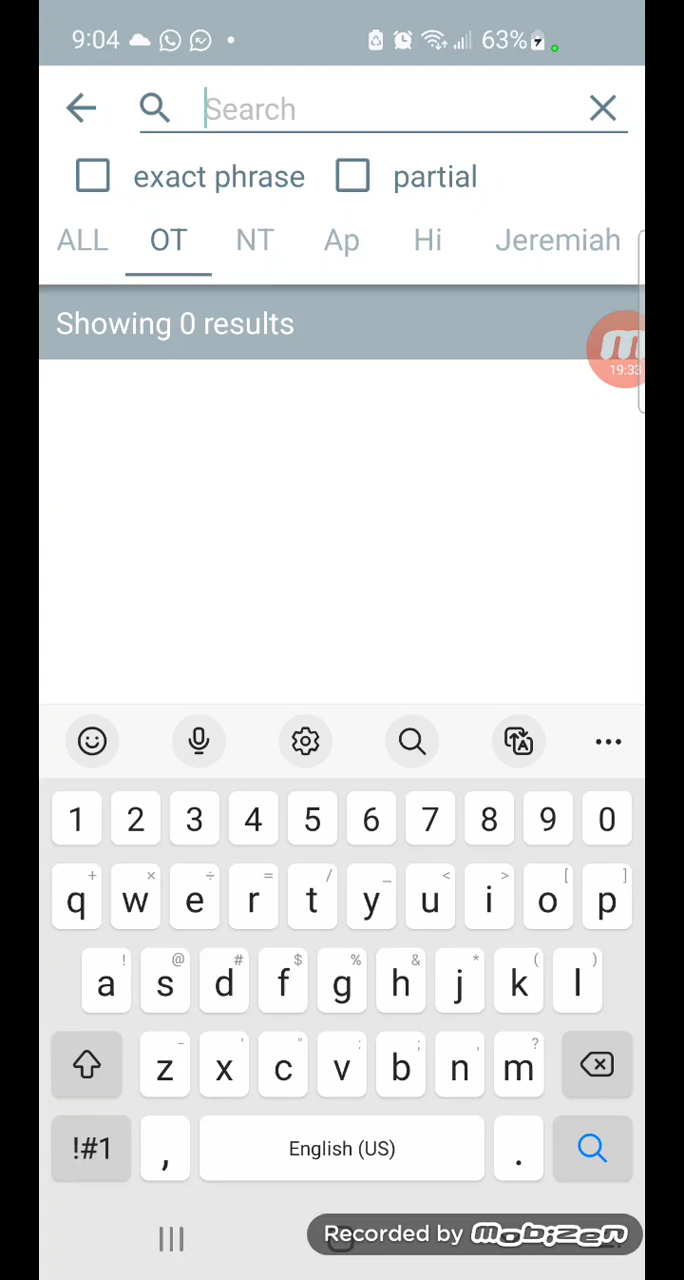 9:04 63%
Search
exact phrase partial
ALL OT NT Ap Hi Jeremiah
Showing 0 results
19:33
1 2 3 4 5 6 7 8 9 0
+ × ÷ = / _ < > [ ]
q w e r t y u i o p
! @ # $ % & * ( )
a s d f g h j k l
- ' " : ; , ?
z x c v b n m
!#1 , English (US) .
Recorded by mobizen